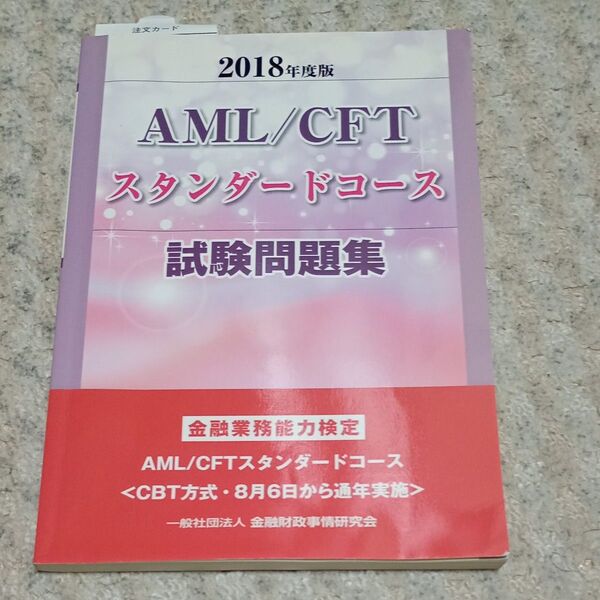 注文カード
2018年度版
AML/CFT
スタンダードコース
試験問題集
金融業務能力検定
AML/CFTスタンダードコース
<CBT方式・8月6日から通年実施>
一般社団法人 金融財政事情研究会